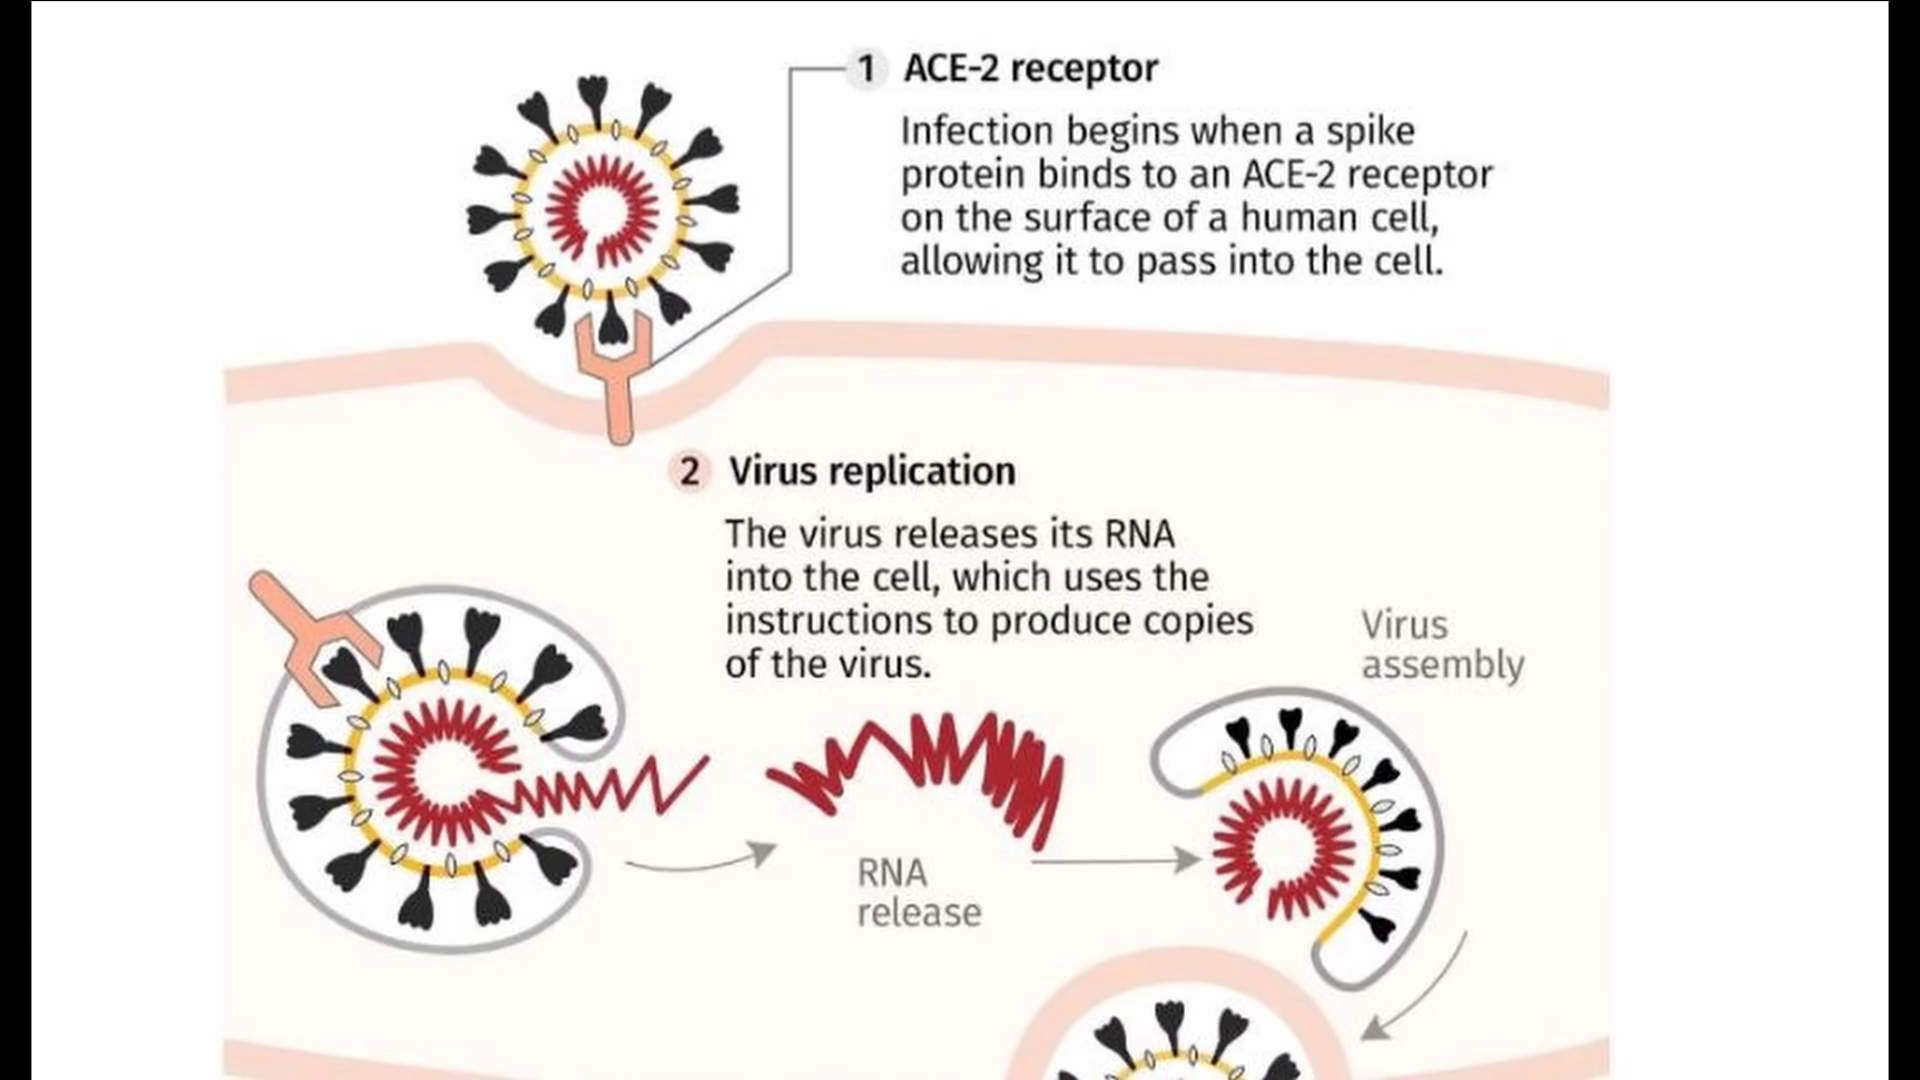 1 ACE-2 receptor
Infection begins when a spike
protein binds to an ACE-2 receptor
on the surface of a human cell,
allowing it to pass into the cell.
2 Virus replication
The virus releases its RNA
into the cell, which uses the
instructions to produce copies
of the virus.
Virus
assembly
RNA
release